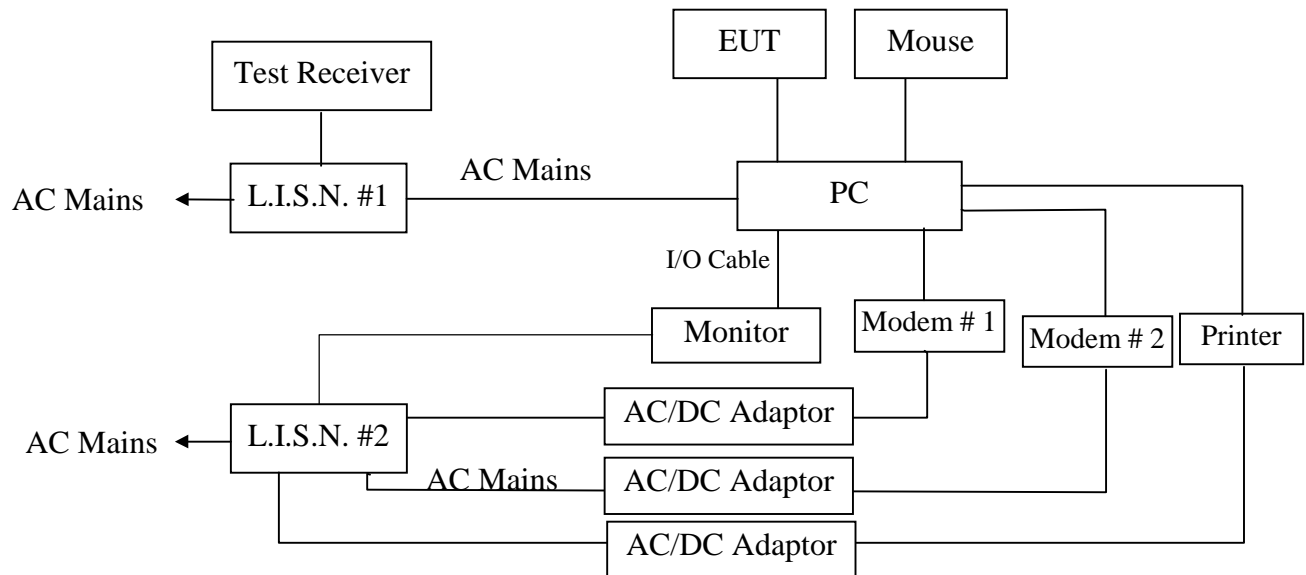 EUT
Mouse
Test Receiver
AC Mains
L.I.S.N. #1
AC Mains
PC
I/O Cable
Monitor
Modem # 1
Modem # 2
Printer
AC Mains
L.I.S.N. #2
AC/DC Adaptor
AC Mains
AC/DC Adaptor
AC/DC Adaptor